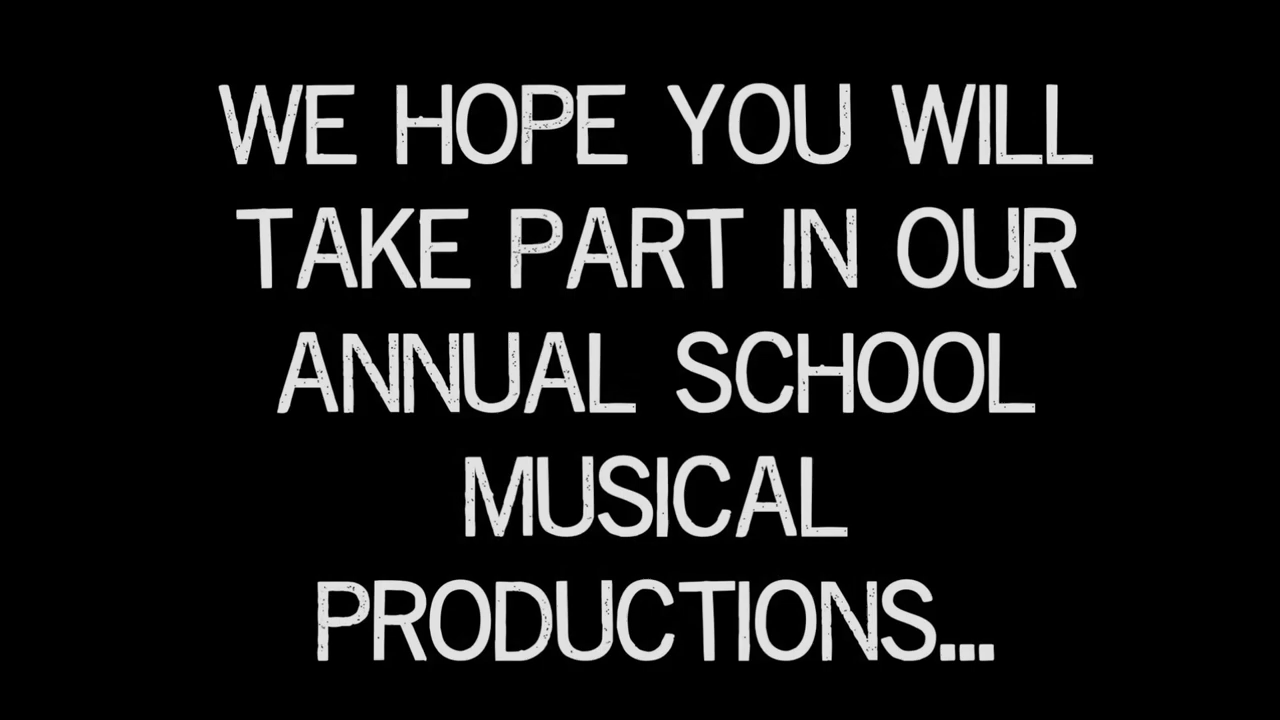 WE HOPE YOU WILL
TAKE PART IN OUR
ANNUAL SCHOOL
MUSICAL
PRODUCTIONS...